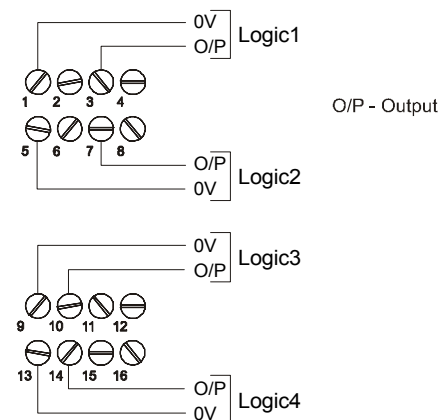 0V
O/P Logic1
1 2 3 4
O/P - Output
5 6 7 8
O/P Logic2
0V
0V
O/P Logic3
9 10 11 12
13 14 15 16
O/P Logic4
0V